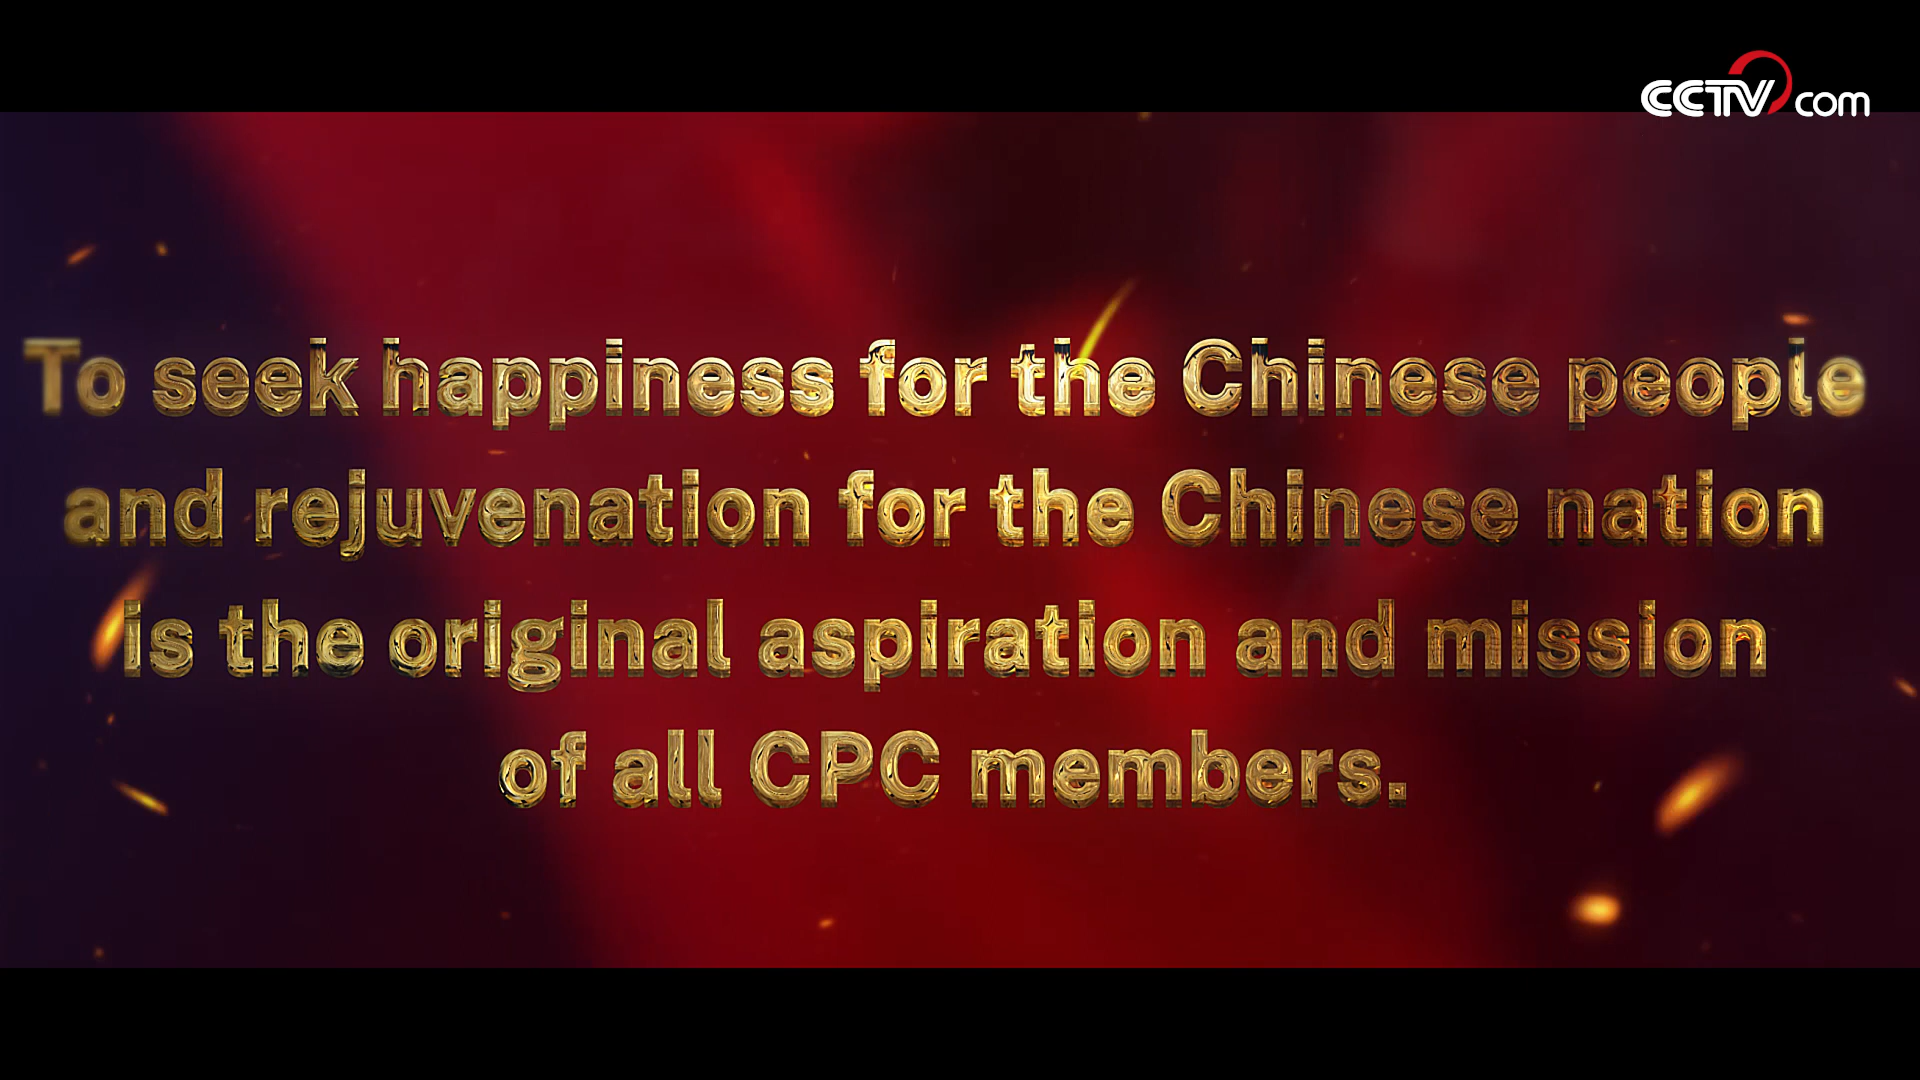 CCTV.com
To seek happiness for the Chinese people
and rejuvenation for the Chinese nation
is the original aspiration and mission
of all CPC members.